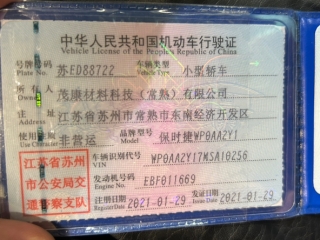 中华人民共和国机动车行驶证
Vehicle License of the People's Republic of China
号牌号码 苏ED88722 车辆类型 小型轿车
Plate No. Vehicle Type
所有人 茂康材料科技(常熟)有限公司
Owner
住址 江苏省苏州市常熟市东南经济开发区
Address
使用性质 非营运 品牌型号 保时捷WP0AAZY1
Use Character Model
江苏省苏州市公安局交通警察支队
车辆识别代号 WP0AAZY17MSA10256
VIN
发动机号码 EBF011669
Engine No.
注册日期 2021-01-29 发证日期 2021-01-29
Register Date Issue Date